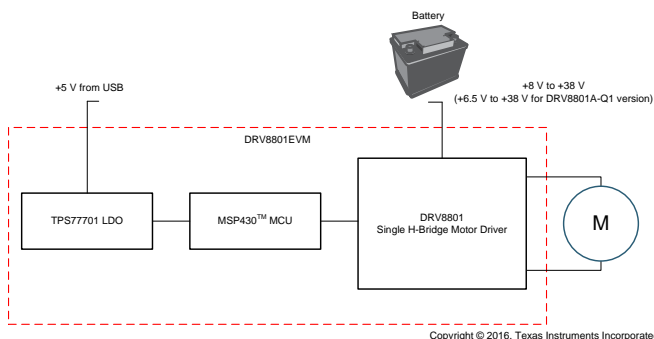 Battery
+5 V from USB
+8 V to +38 V
(+6.5 V to +38 V for DRV8801A-Q1 version)
DRV8801EVM
TPS77701 LDO
MSP430™ MCU
DRV8801
Single H-Bridge Motor Driver
M
Copyright © 2016, Texas Instruments Incorporate